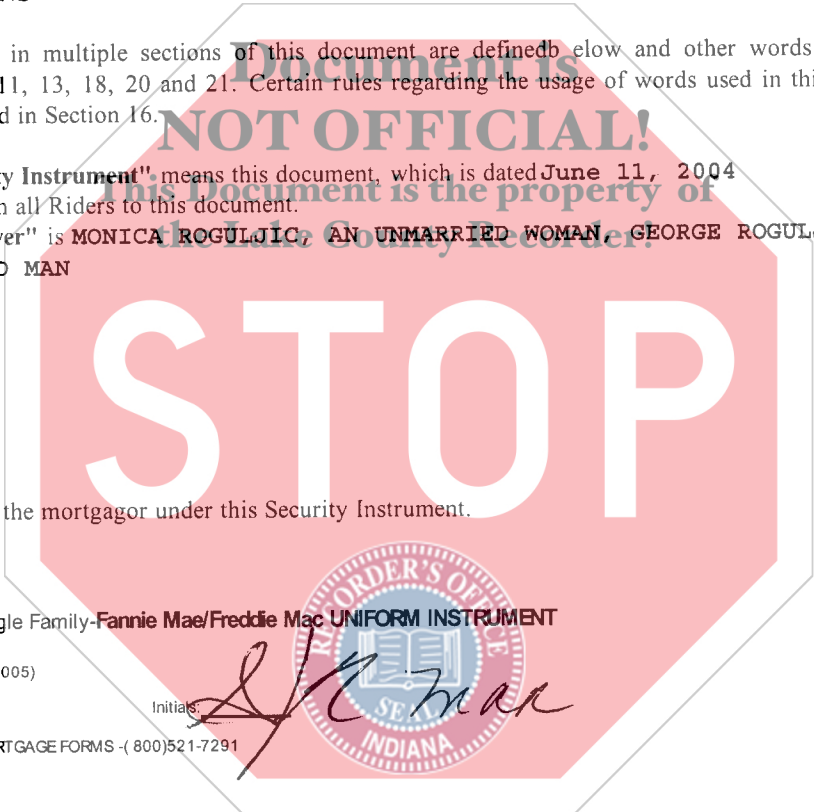 in multiple sections of this document are definedb elow and other words
11, 13, 18, 20 and 21. Certain rules regarding the usage of words used in thi
d in Section 16.
Document is
NOT OFFICIAL!
This Document is the property of
the Lake County Recorder!
y Instrument" means this document, which is dated June 11, 2004
all Riders to this document.
er" is MONICA ROGULJIC, AN UNMARRIED WOMAN, GEORGE ROGUL
MAN
STOP
the mortgagor under this Security Instrument.
RECORDER'S OFFICE
SEAL
INDIANA
gle Family-Fannie Mae/Freddie Mac UNIFORM INSTRUMENT
005)
Initials:
RTGAGE FORMS -( 800)521-7291